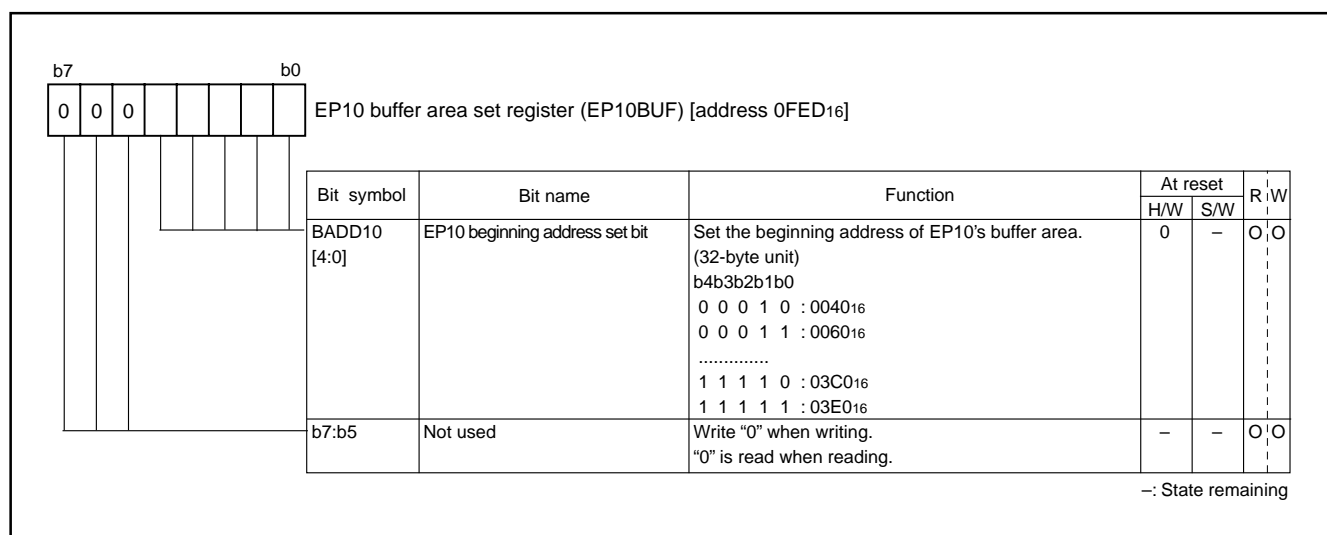 b7 b0
0 0 0
EP10 buffer area set register (EP10BUF) [address 0FED16]
Bit symbol Bit name Function At reset R W
H/W S/W
BADD10 EP10 beginning address set bit Set the beginning address of EP10’s buffer area. 0 – O O
[4:0] (32-byte unit)
b4b3b2b1b0
0 0 0 1 0 : 004016
0 0 0 1 1 : 006016
..............
1 1 1 1 0 : 03C016
1 1 1 1 1 : 03E016
b7:b5 Not used Write “0” when writing. – – O O
“0” is read when reading.
–: State remaining